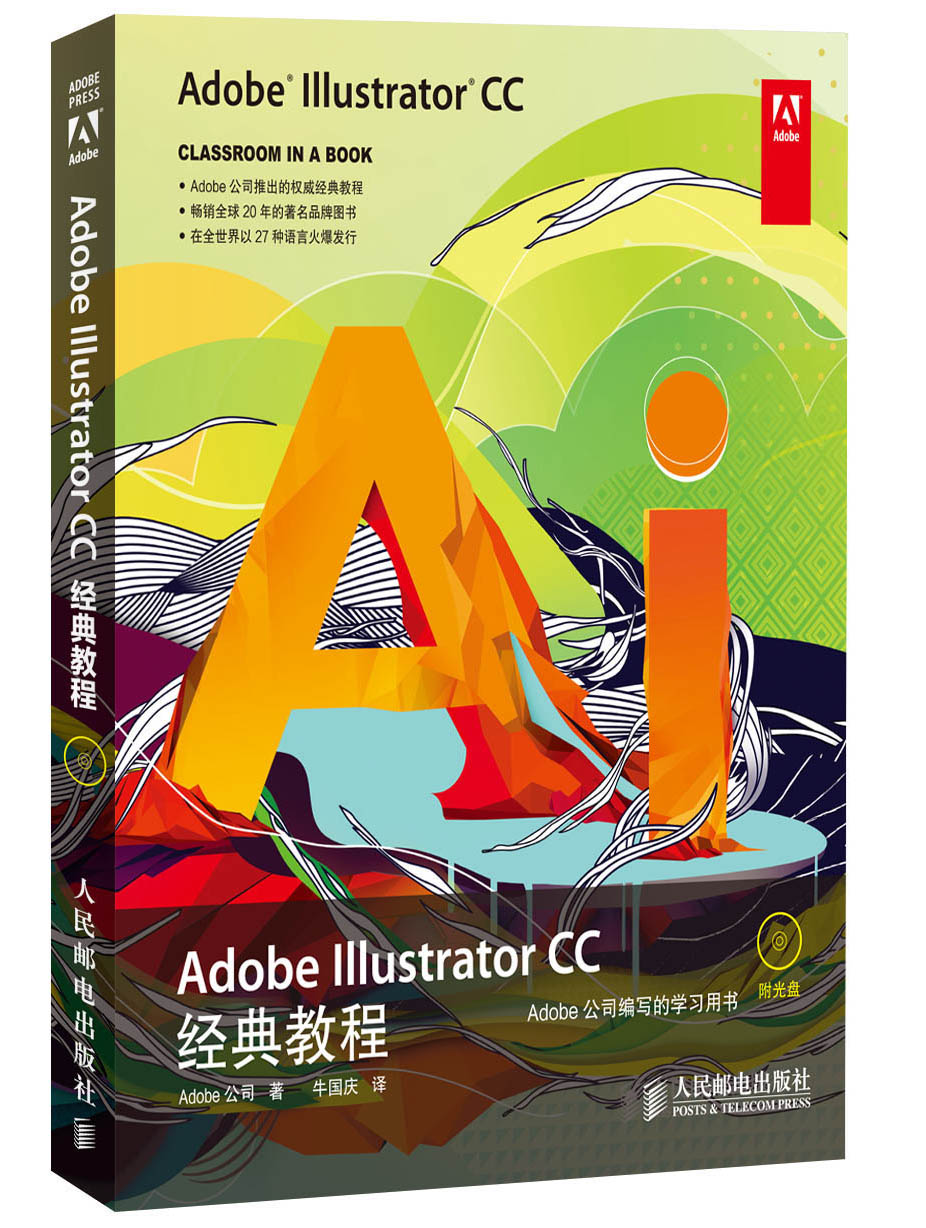 Adobe® Illustrator® CC
CLASSROOM IN A BOOK
• Adobe 公司推出的权威经典教程
• 畅销全球 20 年的著名品牌图书
• 在全世界以 27 种语言火爆发行
Adobe
Ai
Adobe Illustrator CC
经典教程
Adobe 公司 著 牛国庆 译
Adobe 公司编写的学习用书
附光盘
人民邮电出版社
POSTS & TELECOM PRESS
ADOBE
PRESS
Adobe
Adobe Illustrator CC 经典教程
人民邮电出版社